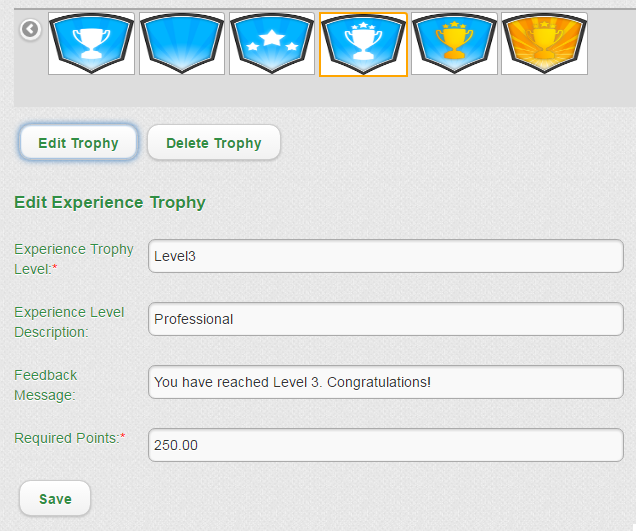 Edit Trophy Delete Trophy
Edit Experience Trophy
Experience Trophy
Level:* Level3
Experience Level
Description: Professional
Feedback
Message: You have reached Level 3. Congratulations!
Required Points:* 250.00
Save